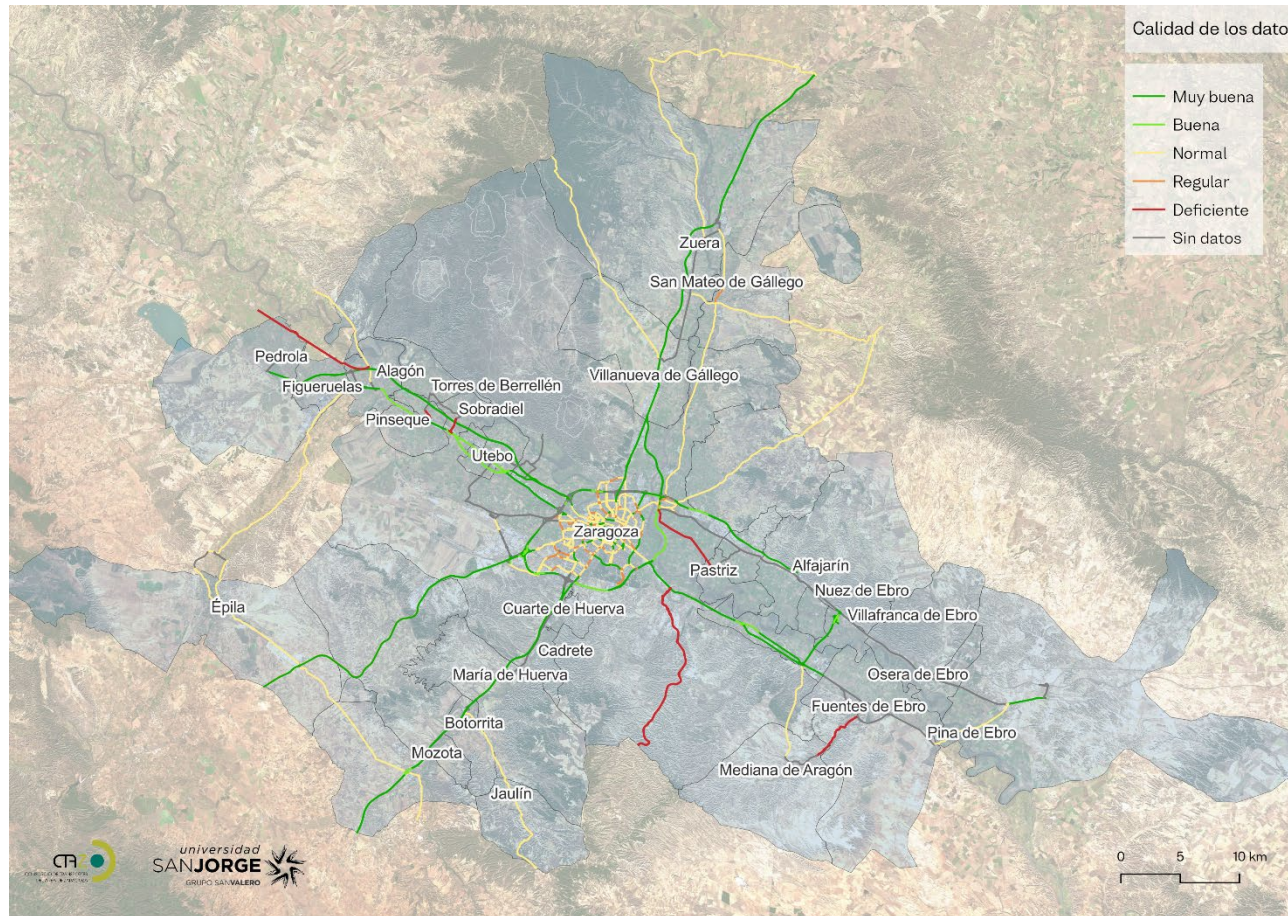 Calidad de los dato
Muy buena
Buena
Normal
Regular
Deficiente
Sin datos
Zuera
San Mateo de Gállego
Villanueva de Gállego
Pedrola
Alagón
Figueruelas
Torres de Berrellén
Sobradiel
Pinseque
Utebo
Zaragoza
Pastriz
Alfajarín
Nuez de Ebro
Villafranca de Ebro
Épila
Cuarte de Huerva
Cadrete
María de Huerva
Osera de Ebro
Fuentes de Ebro
Botorrita
Pina de Ebro
Mozota
Mediana de Aragón
Jaulín
universidad
SANJORGE
GRUPO SANVALERO
0 5 10 km